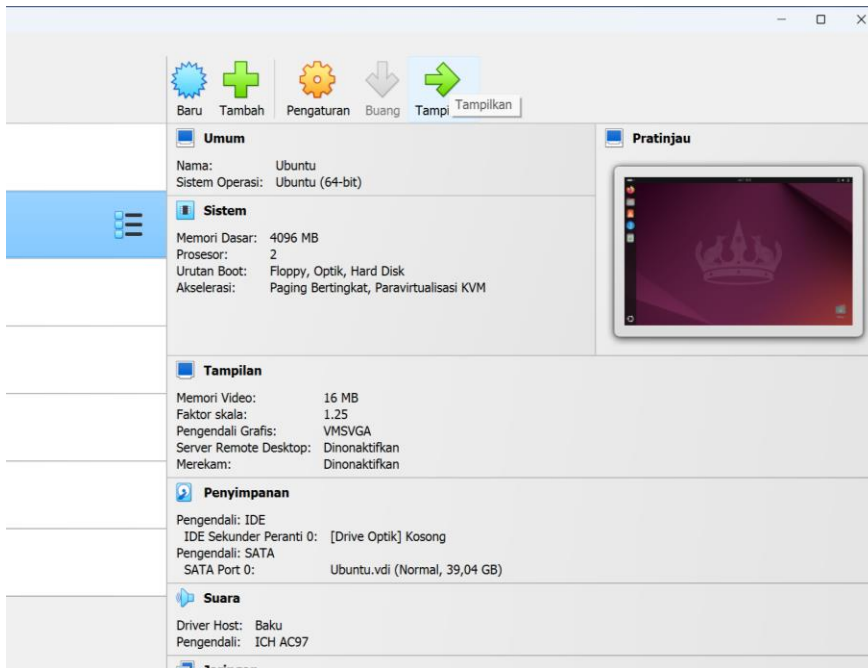 Baru Tambah Pengaturan Buang Tampi Tampilkan
Umum
Nama: Ubuntu
Sistem Operasi: Ubuntu (64-bit)
Pratinjau
Sistem
Memori Dasar: 4096 MB
Prosesor: 2
Urutan Boot: Floppy, Optik, Hard Disk
Akselerasi: Paging Bertingkat, Paravirtualisasi KVM
Tampilan
Memori Video: 16 MB
Faktor skala: 1.25
Pengendali Grafis: VMSVGA
Server Remote Desktop: Dinonaktifkan
Merekam: Dinonaktifkan
Penyimpanan
Pengendali: IDE
IDE Sekunder Peranti 0: [Drive Optik] Kosong
Pengendali: SATA
SATA Port 0: Ubuntu.vdi (Normal, 39,04 GB)
Suara
Driver Host: Baku
Pengendali: ICH AC97